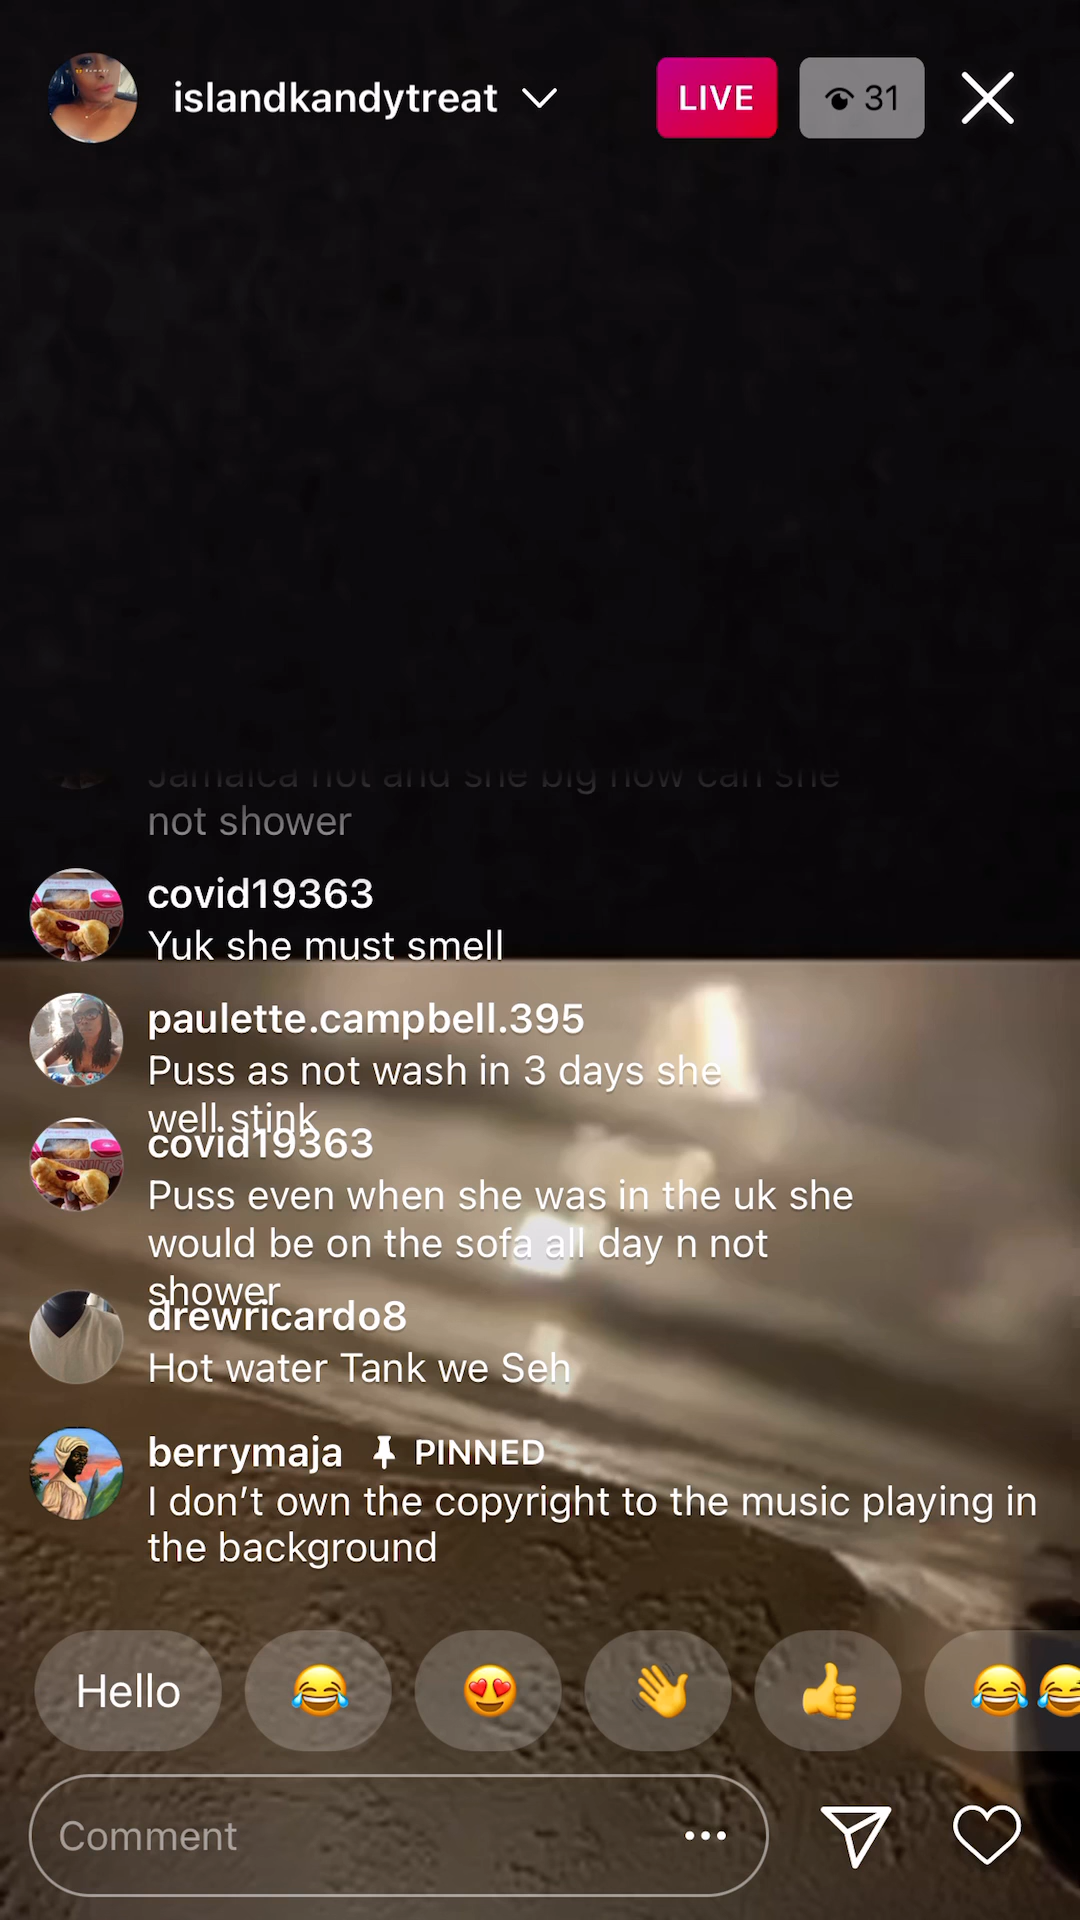 islandkandytreat
LIVE
31
Jamaica hot and she big how can she
not shower
covid19363
Yuk she must smell
paulette.campbell.395
Puss as not wash in 3 days she
well stink
covid19363
Puss even when she was in the uk she
would be on the sofa all day n not
shower
drewricardo8
Hot water Tank we Seh
berrymaja PINNED
I don’t own the copyright to the music playing in
the background
Hello
Comment